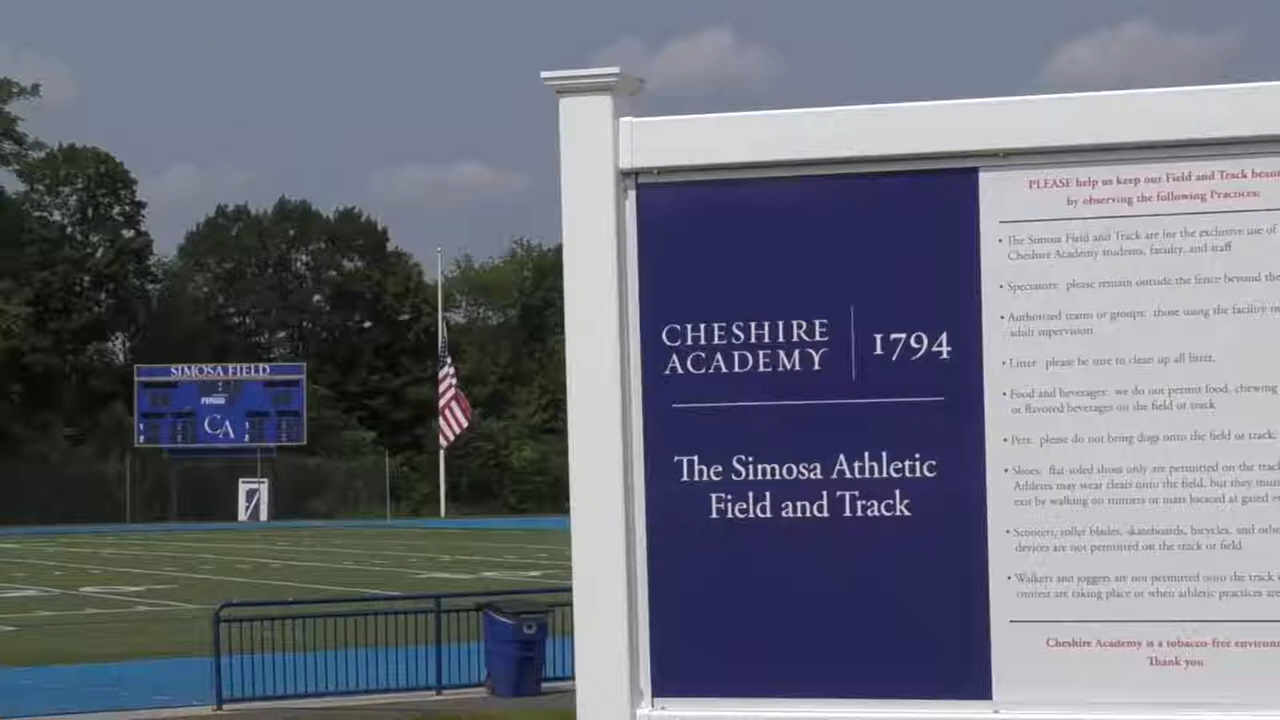 SIMOSA FIELD
PERIOD
CA
CHESHIRE
ACADEMY
1794
The Simosa Athletic
Field and Track
PLEASE help us keep our Field and Track
by observing the following Practices:
• The Simosa Field and Track are for the exclusive use of
Cheshire Academy students, faculty, and staff
• Spectators: please remain outside the fence beyond the
• Authorized teams or groups: those using the facility
adult supervision
• Litter: please be sure to clean up all litter.
• Food and beverages: we do not permit food, chewing
or flavored beverages on the field or track
• Pets: please do not bring dogs onto the field or track.
• Shoes: flat-soled shoes only are permitted on the
Athletes may wear cleats onto the field, but they
exit by walking on runners or mats located at gated
• Scooters, roller blades, skateboards, bicycles, and
devices are not permitted on the track or field
• Walkers and joggers are not permitted onto the track
contest are taking place or when athletic practices are
Cheshire Academy is a tobacco-free
Thank you